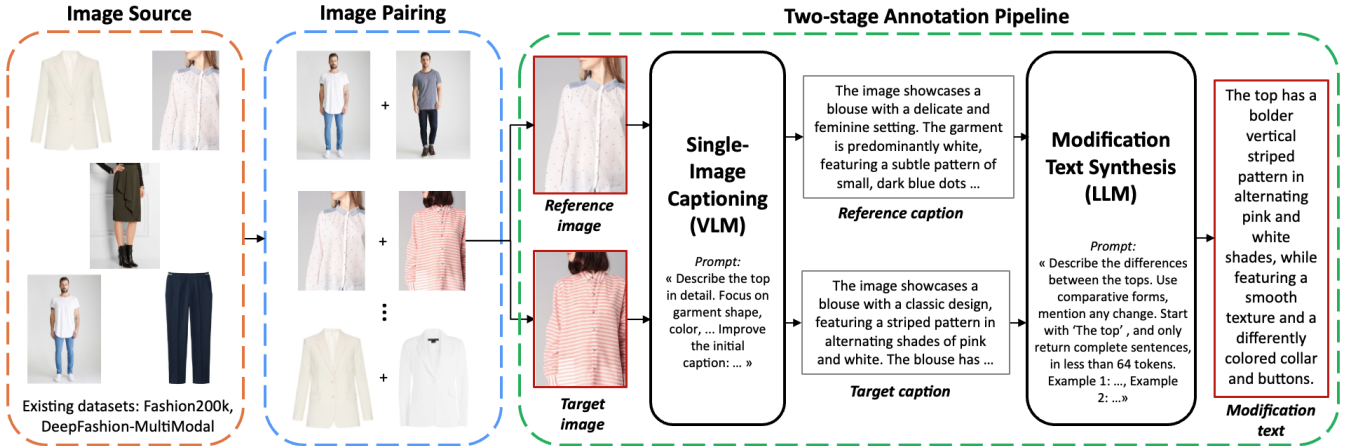 Image Source
Existing datasets: Fashion200k,
DeepFashion-MultiModal
Image Pairing
+
+
+
Two-stage Annotation Pipeline
Reference
image
Target
image
Single-
Image
Captioning
(VLM)
Prompt:
« Describe the top
in detail. Focus on
garment shape,
color, ... Improve
the initial
caption: ... »
The image showcases a
blouse with a delicate and
feminine setting. The garment
is predominantly white,
featuring a subtle pattern of
small, dark blue dots ...
Reference caption
The image showcases a
blouse with a classic design,
featuring a striped pattern in
alternating shades of pink
and white. The blouse has ...
Target caption
Modification
Text Synthesis
(LLM)
Prompt:
« Describe the differences
between the tops. Use
comparative forms,
mention any change. Start
with ‘The top’ , and only
return complete sentences,
in less than 64 tokens.
Example 1: ..., Example
2: ...»
The top has a
bolder
vertical
striped
pattern in
alternating
pink and
white
shades, while
featuring a
smooth
texture and a
differently
colored collar
and buttons.
Modification
text